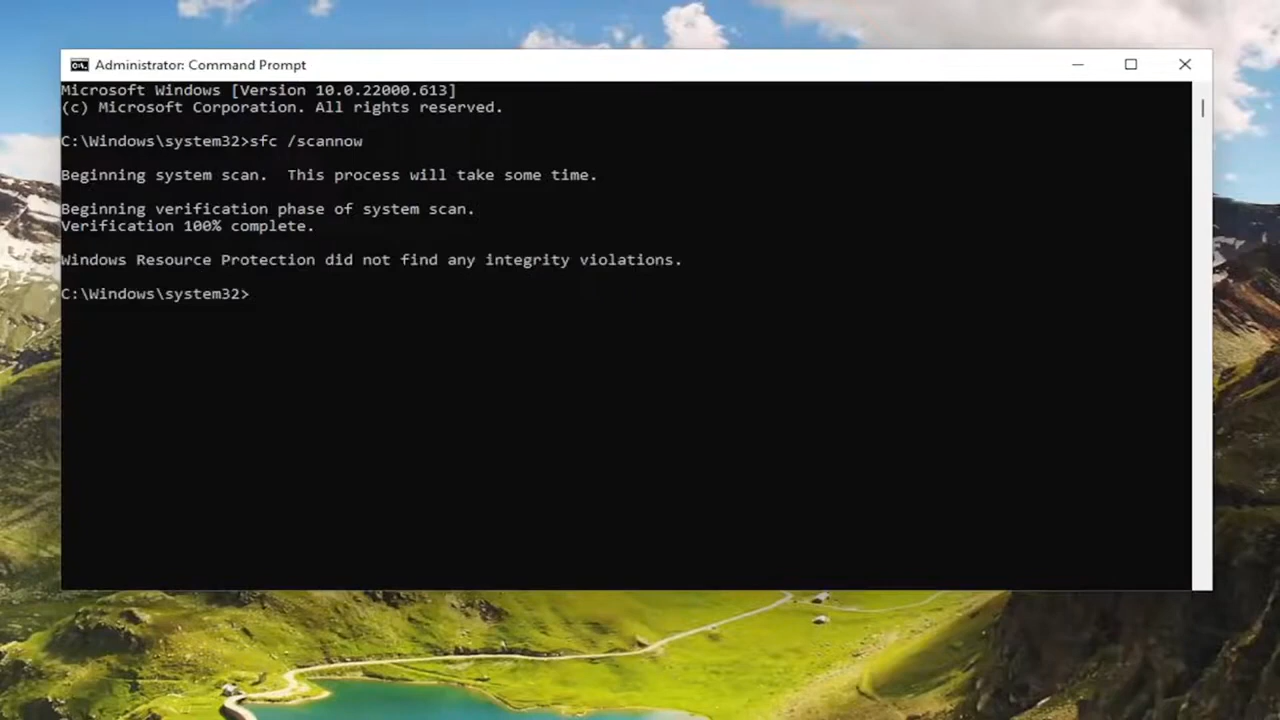 Administrator: Command Prompt
Microsoft Windows [Version 10.0.22000.613]
(c) Microsoft Corporation. All rights reserved.
C:\Windows\system32>sfc /scannow
Beginning system scan.  This process will take some time.
Beginning verification phase of system scan.
Verification 100% complete.
Windows Resource Protection did not find any integrity violations.
C:\Windows\system32>